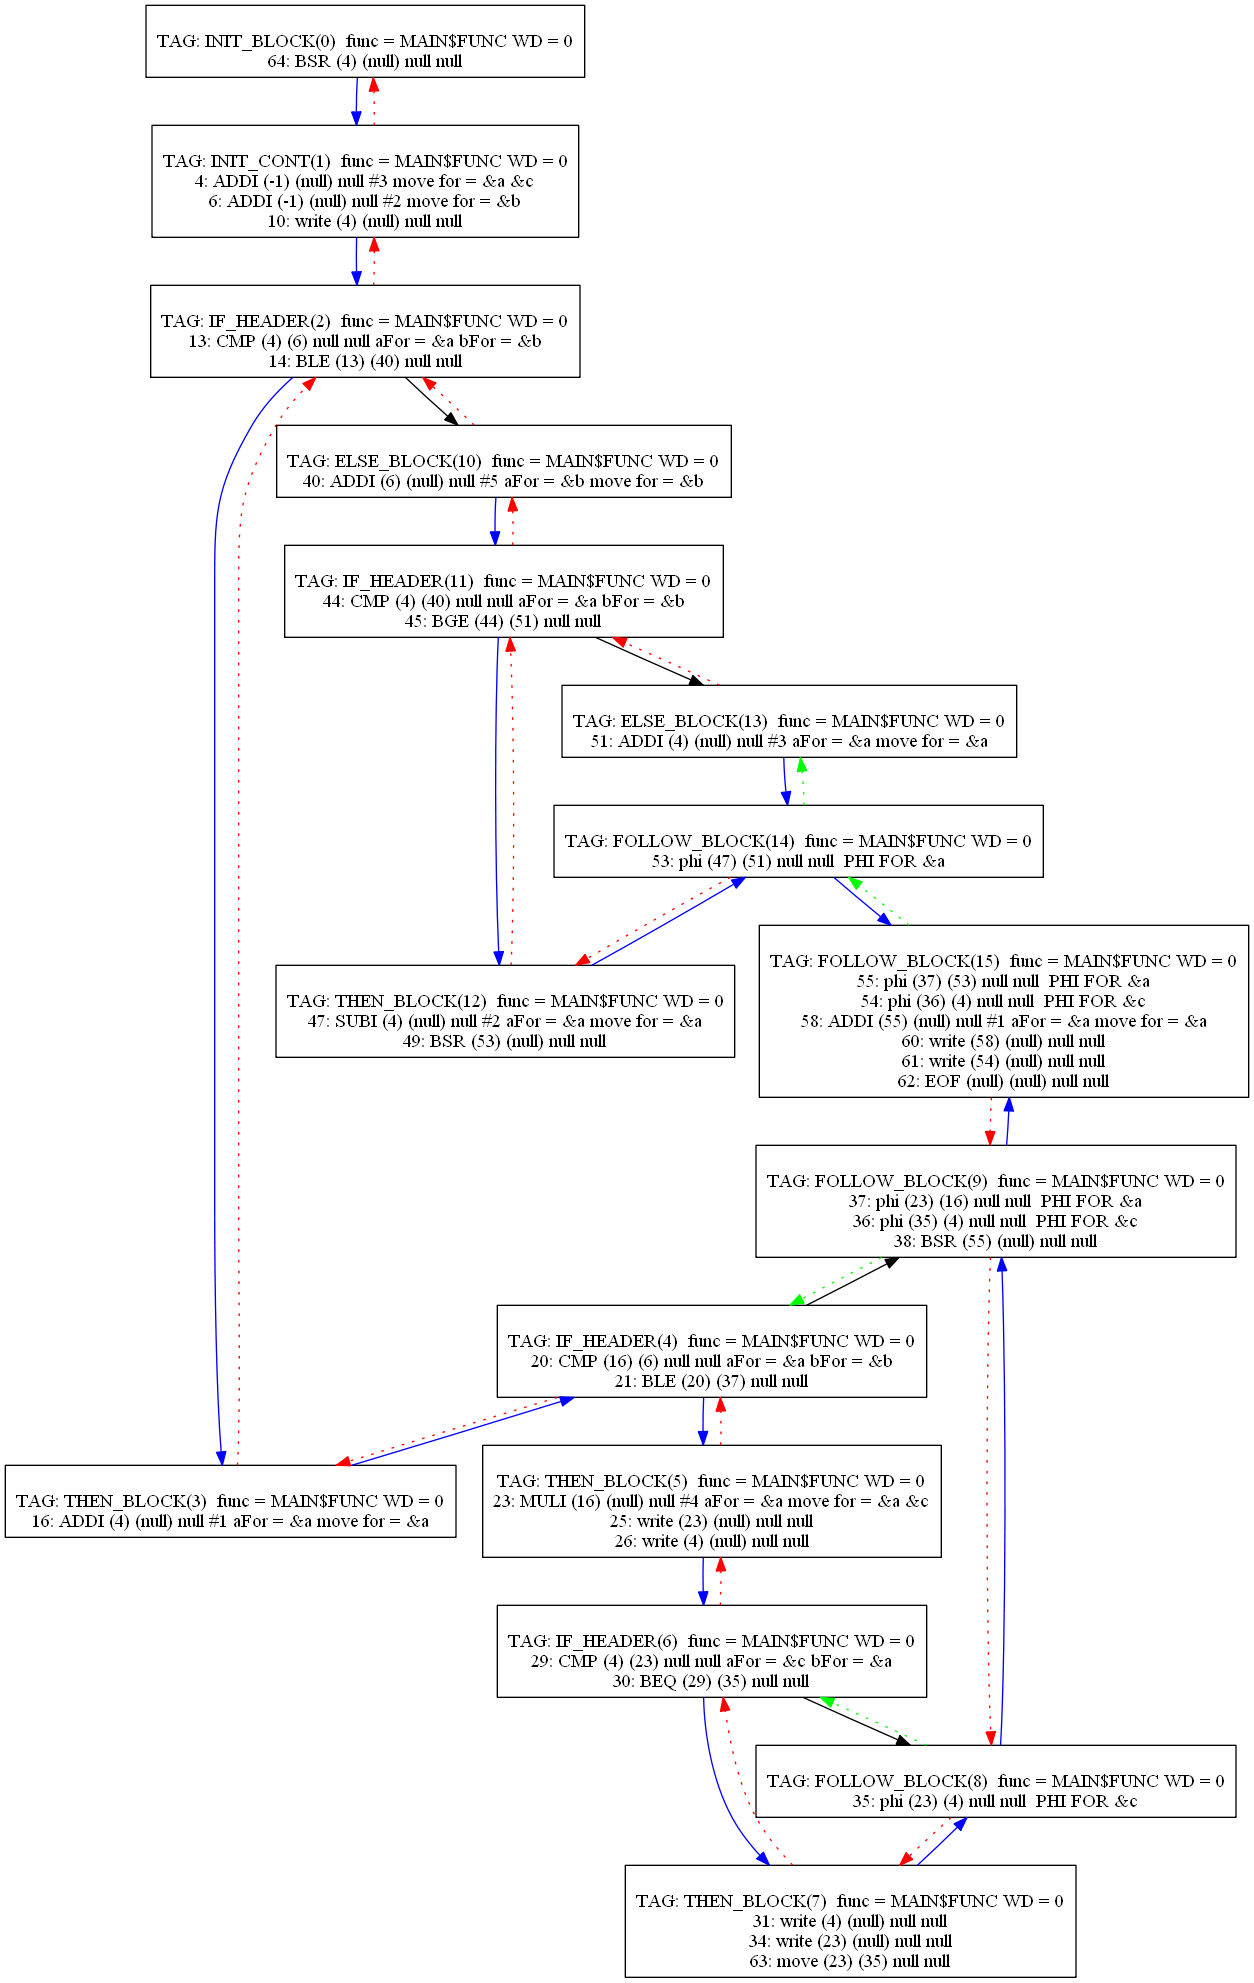 TAG: INIT_BLOCK(0) func = MAIN$FUNC WD = 0
64: BSR (4) (null) null null
TAG: INIT_CONT(1) func = MAIN$FUNC WD = 0
4: ADDI (-1) (null) null #3 move for = &a &c
6: ADDI (-1) (null) null #2 move for = &b
10: write (4) (null) null null
TAG: IF_HEADER(2) func = MAIN$FUNC WD = 0
13: CMP (4) (6) null null aFor = &a bFor = &b
14: BLE (13) (40) null null
TAG: ELSE_BLOCK(10) func = MAIN$FUNC WD = 0
40: ADDI (6) (null) null #5 aFor = &b move for = &b
TAG: IF_HEADER(11) func = MAIN$FUNC WD = 0
44: CMP (4) (40) null null aFor = &a bFor = &b
45: BGE (44) (51) null null
TAG: ELSE_BLOCK(13) func = MAIN$FUNC WD = 0
51: ADDI (4) (null) null #3 aFor = &a move for = &a
TAG: FOLLOW_BLOCK(14) func = MAIN$FUNC WD = 0
53: phi (47) (51) null null PHI FOR &a
TAG: THEN_BLOCK(12) func = MAIN$FUNC WD = 0
47: SUBI (4) (null) null #2 aFor = &a move for = &a
49: BSR (53) (null) null null
TAG: FOLLOW_BLOCK(15) func = MAIN$FUNC WD = 0
55: phi (37) (53) null null PHI FOR &a
54: phi (36) (4) null null PHI FOR &c
58: ADDI (55) (null) null #1 aFor = &a move for = &a
60: write (58) (null) null null
61: write (54) (null) null null
62: EOF (null) (null) null null
TAG: FOLLOW_BLOCK(9) func = MAIN$FUNC WD = 0
37: phi (23) (16) null null PHI FOR &a
36: phi (35) (4) null null PHI FOR &c
38: BSR (55) (null) null null
TAG: IF_HEADER(4) func = MAIN$FUNC WD = 0
20: CMP (16) (6) null null aFor = &a bFor = &b
21: BLE (20) (37) null null
TAG: THEN_BLOCK(3) func = MAIN$FUNC WD = 0
16: ADDI (4) (null) null #1 aFor = &a move for = &a
TAG: THEN_BLOCK(5) func = MAIN$FUNC WD = 0
23: MULI (16) (null) null #4 aFor = &a move for = &a &c
25: write (23) (null) null null
26: write (4) (null) null null
TAG: IF_HEADER(6) func = MAIN$FUNC WD = 0
29: CMP (4) (23) null null aFor = &c bFor = &a
30: BEQ (29) (35) null null
TAG: FOLLOW_BLOCK(8) func = MAIN$FUNC WD = 0
35: phi (23) (4) null null PHI FOR &c
TAG: THEN_BLOCK(7) func = MAIN$FUNC WD = 0
31: write (4) (null) null null
34: write (23) (null) null null
63: move (23) (35) null null